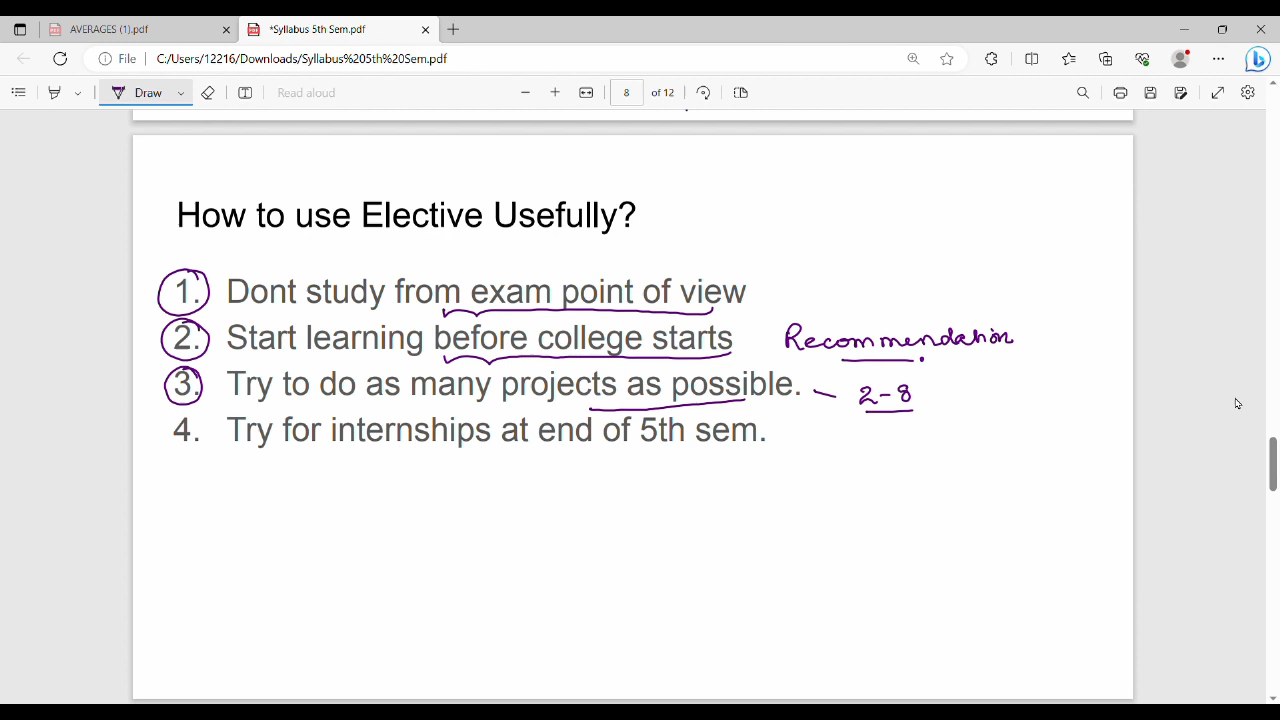 AVERAGES (1).pdf
*Syllabus 5th Sem.pdf
File C:/Users/12216/Downloads/Syllabus%205th%20Sem.pdf
Draw Read aloud 8 of 12
How to use Elective Usefully?
1. Dont study from exam point of view
2. Start learning before college starts Recommendation
3. Try to do as many projects as possible. - 2-8
4. Try for internships at end of 5th sem.